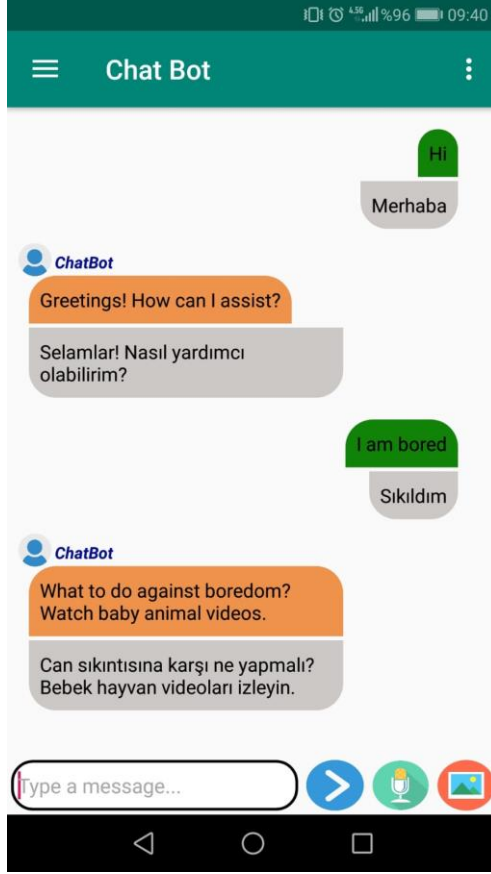 4.5G %96 09:40
Chat Bot
Hi
Merhaba
ChatBot
Greetings! How can I assist?
Selamlar! Nasıl yardımcı
olabilirim?
I am bored
Sıkıldım
ChatBot
What to do against boredom?
Watch baby animal videos.
Can sıkıntısına karşı ne yapmalı?
Bebek hayvan videoları izleyin.
Type a message...